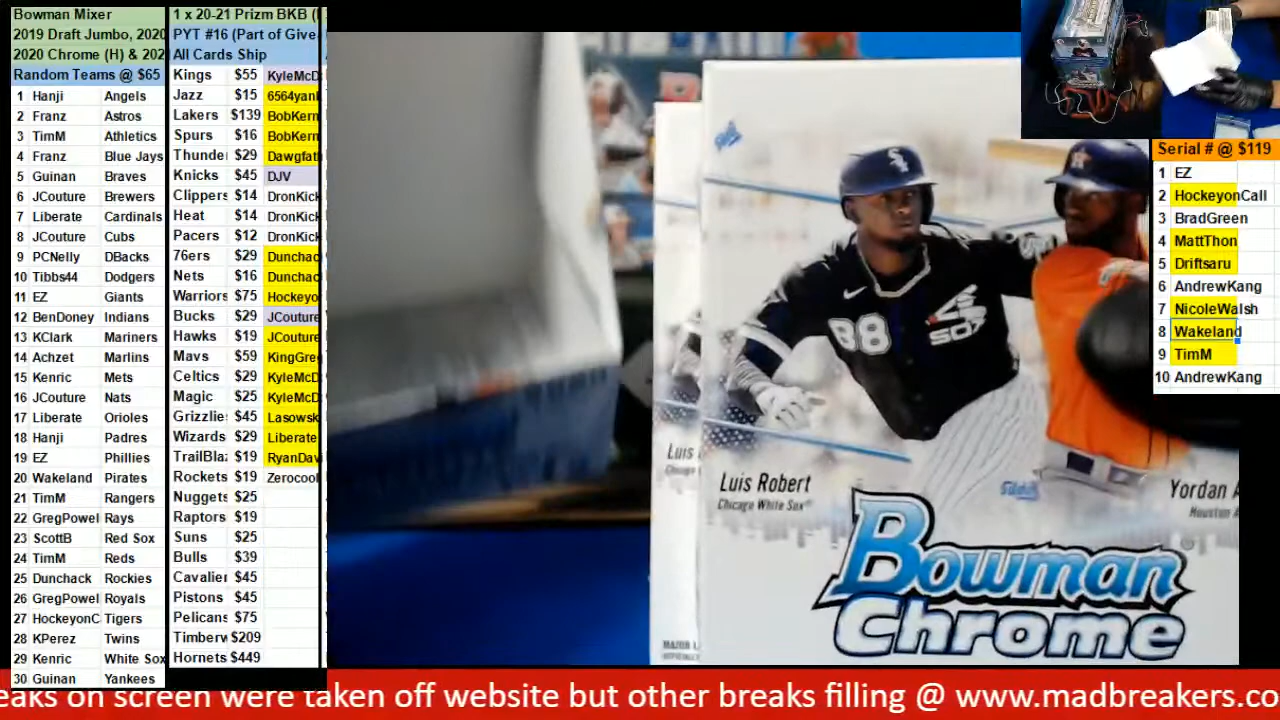 Bowman Mixer
2019 Draft Jumbo, 2020
2020 Chrome (H) & 202
Random Teams @ $65
1 Hanji Angels
2 Franz Astros
3 TimM Athletics
4 Franz Blue Jays
5 Guinan Braves
6 JCouture Brewers
7 Liberate Cardinals
8 JCouture Cubs
9 PCNelly DBacks
10 Tibbs44 Dodgers
11 EZ Giants
12 BenDoney Indians
13 KClark Mariners
14 Achzet Marlins
15 Kenric Mets
16 JCouture Nats
17 Liberate Orioles
18 Hanji Padres
19 EZ Phillies
20 Wakeland Pirates
21 TimM Rangers
22 GregPowel Rays
23 ScottB Red Sox
24 TimM Reds
25 Dunchack Rockies
26 GregPowel Royals
27 HockeyonC Tigers
28 KPerez Twins
29 Kenric White Sox
30 Guinan Yankees
1 x 20-21 Prizm BKB (
PYT #16 (Part of Give
All Cards Ship
Kings $55 KyleMcD
Jazz $15 6564yan
Lakers $139 BobKern
Spurs $16 BobKern
Thunde $29 Dawgfat
Knicks $45 DJV
Clippers $14 DronKick
Heat $14 DronKick
Pacers $12 DronKick
76ers $29 Dunchac
Nets $16 Dunchac
Warriors $75 Hockeyo
Bucks $29 JCouture
Hawks $19 JCouture
Mavs $59 KingGre
Celtics $29 KyleMcD
Magic $25 KyleMcD
Grizzlie $45 Lasowsk
Wizards $29 Liberate
TrailBla $19 RyanDav
Rockets $19 Zerocool
Nuggets $25
Raptors $19
Suns $25
Bulls $39
Cavalie $45
Pistons $45
Pelicans $75
Timberw $209
Hornets $449
Serial # @ $119
1 EZ
2 HockeyonCall
3 BradGreen
4 MattThon
5 Driftsaru
6 AndrewKang
7 NicoleWalsh
8 Wakeland
9 TimM
10 AndrewKang
88
SOX
Luis
Luis Robert
Chicago White Sox
Yordan
Houston
Bowman
Chrome
eaks on screen were taken off website but other breaks filling @ www.madbreakers.co